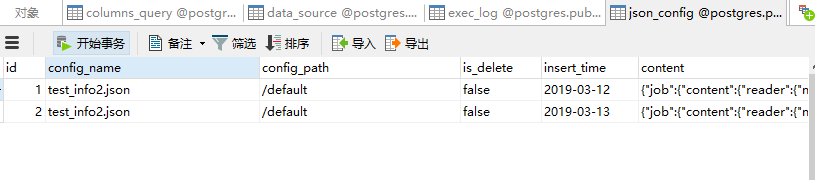 对象 columns_query @postgr... data_source @postgres.... exec_log @postgres.pub... json_config @postgres.p...
开始事务 备注 筛选 排序 导入 导出
id config_name config_path is_delete insert_time content
1 test_info2.json /default false 2019-03-12 {"job":{"content":{"reader":{"n
2 test_info2.json /default false 2019-03-13 {"job":{"content":{"reader":{"n